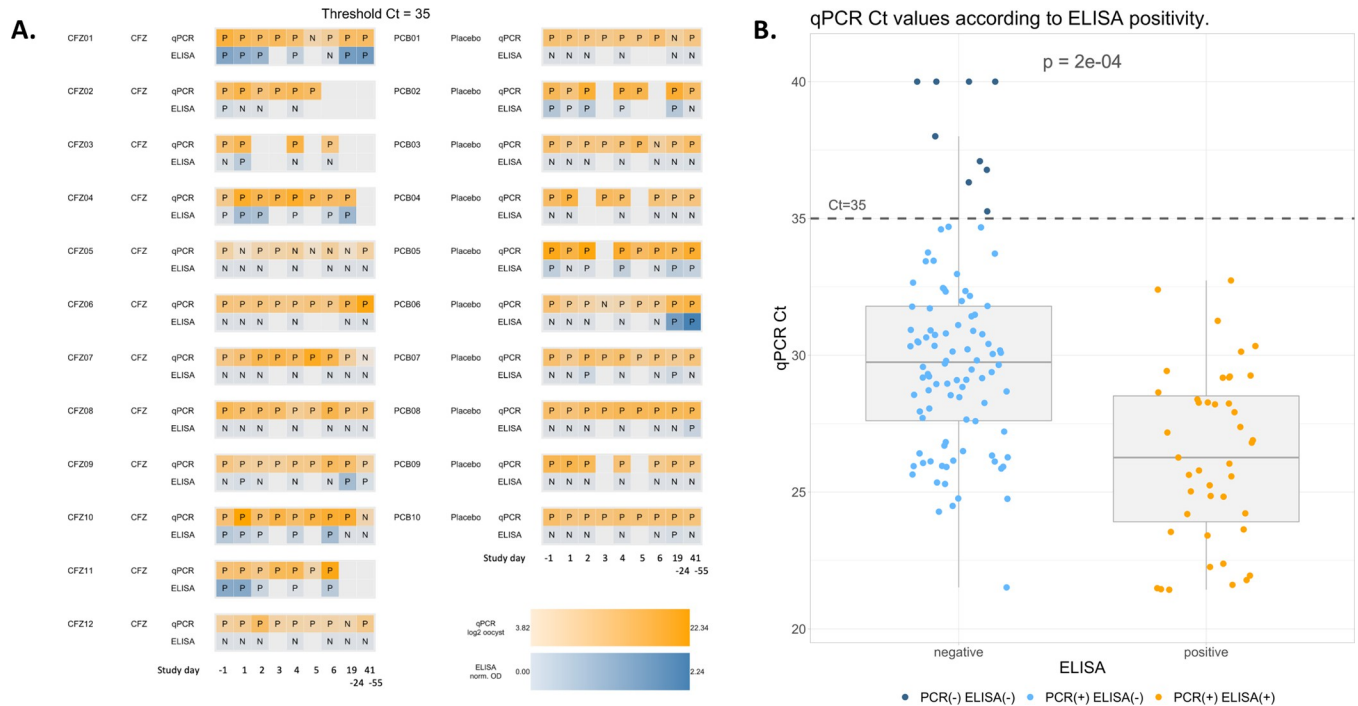 Threshold Ct = 35
A.
CFZ01 CFZ qPCR P P P P P N P P P
ELISA P P P P N P P
CFZ02 CFZ qPCR P P P P P P
ELISA P N N N
CFZ03 CFZ qPCR P P P P
ELISA N P N N
CFZ04 CFZ qPCR P P P P P P P P
ELISA P P P P P P
CFZ05 CFZ qPCR P N P P N N N N P
ELISA N N N N N N N
CFZ06 CFZ qPCR P P P P P P P P P
ELISA N N N N N N
CFZ07 CFZ qPCR P P P P P P P P N
ELISA N N N N N N N
CFZ08 CFZ qPCR P P P P P P P P P
ELISA N N N N N N N
CFZ09 CFZ qPCR P P P P P P P P P
ELISA N P N N N P P
CFZ10 CFZ qPCR P P P P P P P P N
ELISA P P P N P N N
CFZ11 CFZ qPCR P P P P P P P
ELISA P P P P P
CFZ12 CFZ qPCR P P P P P P P N P
ELISA N N N N N N
Study day -1 1 2 3 4 5 6 19 41
-24 -55
PCB01 Placebo qPCR P P P P P P P N P
ELISA N N N N N N
PCB02 Placebo qPCR P P P P P P P
ELISA P P P P P N
PCB03 Placebo qPCR P P P P P P N P P
ELISA N N N N N N
PCB04 Placebo qPCR P P P P P P P
ELISA N N N N N
PCB05 Placebo qPCR P P P P P P P P
ELISA P N P P N P P
PCB06 Placebo qPCR P P P N P P P P P
ELISA N N N N N P P
PCB07 Placebo qPCR P P P P P P P P P
ELISA N N P N N P N
PCB08 Placebo qPCR P P P P P P P P P
ELISA N N N N N N P
PCB09 Placebo qPCR P P P P P P P
ELISA N N N N N N N
PCB10 Placebo qPCR P P P P P P P P P
ELISA N N N N P N
Study day -1 1 2 3 4 5 6 19 41
-24 -55
qPCR
log2 oocyst
3.82 22.34
ELISA
norm. OD
0.00 2.24
B.
qPCR Ct values according to ELISA positivity.
p = 2e-04
40
Ct=35
35
30
25
20
qPCR Ct
negative positive
ELISA
PCR(-) ELISA(-) PCR(+) ELISA(-) PCR(+) ELISA(+)